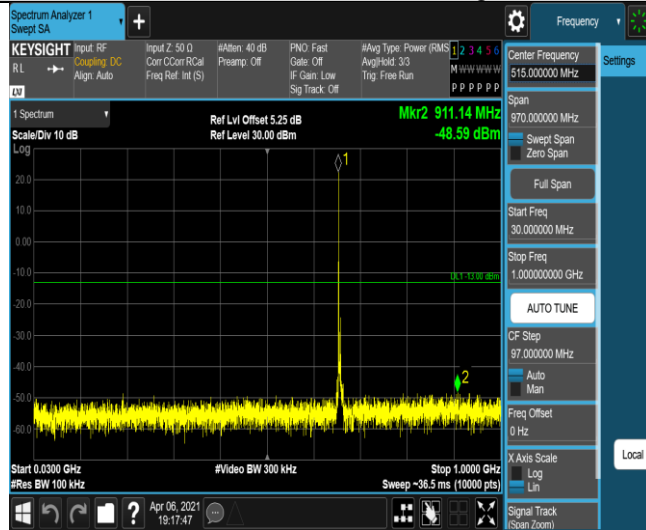 Spectrum Analyzer 1
Swept SA
Frequency
KEYSIGHT
RL
LXI
Input: RF
Coupling: DC
Align: Auto
Input Z: 50 Ω
Corr CCorr RCal
Freq Ref: Int (S)
#Atten: 40 dB
Preamp: Off
PNO: Fast
Gate: Off
IF Gain: Low
Sig Track: Off
#Avg Type: Power (RMS
Avg|Hold: 3/3
Trig: Free Run
1 2 3 4 5 6
M W W W W W
P P P P P P
1 Spectrum
Scale/Div 10 dB
Log
Ref Lvl Offset 5.25 dB
Ref Level 30.00 dBm
Mkr2 911.14 MHz
-48.59 dBm
1
20.0
10.0
0.00
-10.0
DL1 -13.00 dBm
-20.0
-30.0
-40.0
2
-50.0
-60.0
Start 0.0300 GHz
#Res BW 100 kHz
#Video BW 300 kHz
Stop 1.0000 GHz
Sweep ~36.5 ms (10000 pts)
Apr 06, 2021
19:17:47
?
Center Frequency
515.000000 MHz
Settings
Span
970.000000 MHz
Swept Span
Zero Span
Full Span
Start Freq
30.000000 MHz
Stop Freq
1.000000000 GHz
AUTO TUNE
CF Step
97.000000 MHz
Auto
Man
Freq Offset
0 Hz
X Axis Scale
Log
Lin
Local
Signal Track
(Span Zoom)